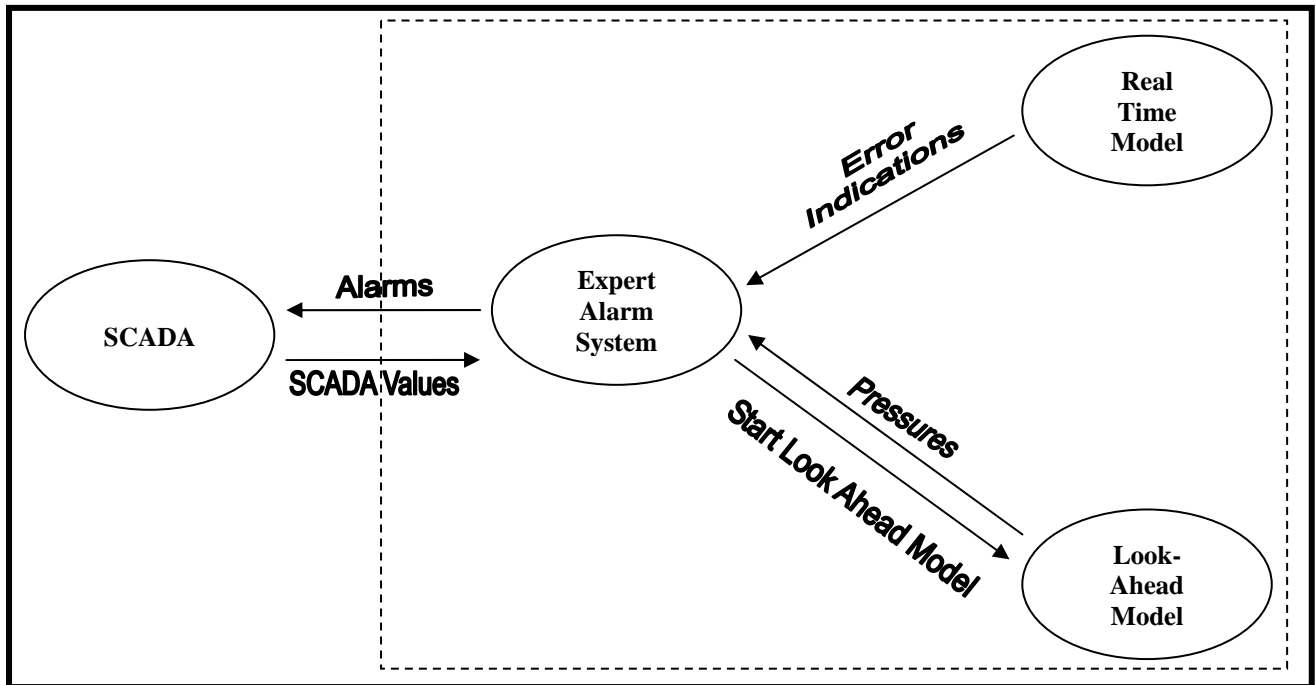 Real
Time
Model
Error
Indications
Expert
Alarm
System
Alarms
SCADA
SCADA Values
Pressures
Start Look Ahead Model
Look-
Ahead
Model